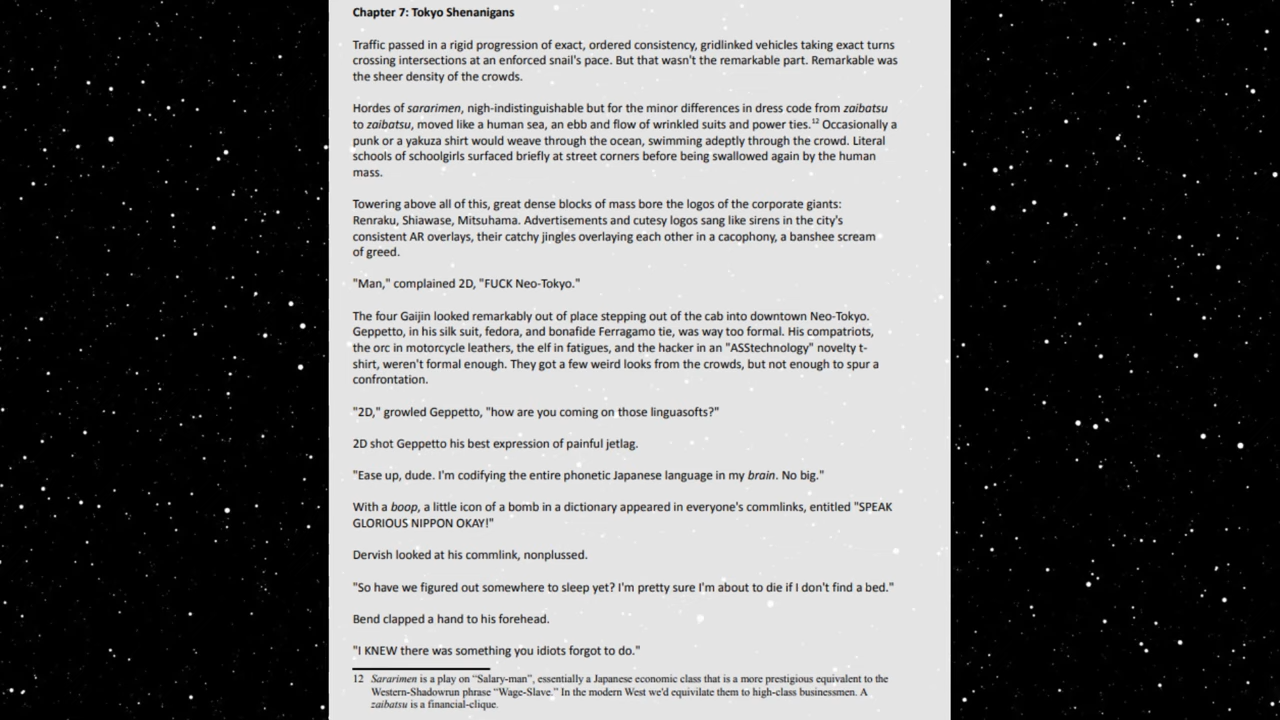 Chapter 7: Tokyo Shenanigans
Traffic passed in a rigid progression of exact, ordered consistency, gridlinked vehicles taking exact turns
crossing intersections at an enforced snail's pace. But that wasn't the remarkable part. Remarkable was
the sheer density of the crowds.
Hordes of sararimen, nigh-indistinguishable but for the minor differences in dress code from zaibatsu
to zaibatsu, moved like a human sea, an ebb and flow of wrinkled suits and power ties.12 Occasionally a
punk or a yakuza shirt would weave through the ocean, swimming adeptly through the crowd. Literal
schools of schoolgirls surfaced briefly at street corners before being swallowed again by the human
mass.
Towering above all of this, great dense blocks of mass bore the logos of the corporate giants:
Renraku, Shiawase, Mitsuhama. Advertisements and cutesy logos sang like sirens in the city's
consistent AR overlays, their catchy jingles overlaying each other in a cacophony, a banshee scream
of greed.
"Man," complained 2D, "FUCK Neo-Tokyo."
The four Gaijin looked remarkably out of place stepping out of the cab into downtown Neo-Tokyo.
Geppetto, in his silk suit, fedora, and bonafide Ferragamo tie, was way too formal. His compatriots,
the orc in motorcycle leathers, the elf in fatigues, and the hacker in an "ASStechnology" novelty t-
shirt, weren't formal enough. They got a few weird looks from the crowds, but not enough to spur a
confrontation.
"2D," growled Geppetto, "how are you coming on those linguasofts?"
2D shot Geppetto his best expression of painful jetlag.
"Ease up, dude. I'm codifying the entire phonetic Japanese language in my brain. No big."
With a boop, a little icon of a bomb in a dictionary appeared in everyone's commlinks, entitled "SPEAK
GLORIOUS NIPPON OKAY!"
Dervish looked at his commlink, nonplussed.
"So have we figured out somewhere to sleep yet? I'm pretty sure I'm about to die if I don't find a bed."
Bend clapped a hand to his forehead.
"I KNEW there was something you idiots forgot to do."
12 Sararimen is a play on “Salary-man”, essentially a Japanese economic class that is a more prestigious equivalent to the
Western-Shadowrun phrase “Wage-Slave.” In the modern West we'd equivilate them to high-class businessmen. A
zaibatsu is a financial-clique.